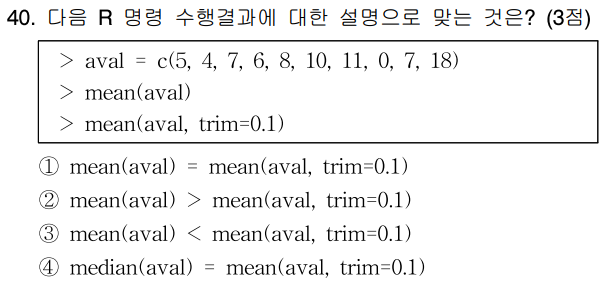 40. 다음 R 명령 수행결과에 대한 설명으로 맞는 것은? (3점)
> aval = c(5, 4, 7, 6, 8, 10, 11, 0, 7, 18)
> mean(aval)
> mean(aval, trim=0.1)
① mean(aval) = mean(aval, trim=0.1)
② mean(aval) > mean(aval, trim=0.1)
③ mean(aval) < mean(aval, trim=0.1)
④ median(aval) = mean(aval, trim=0.1)